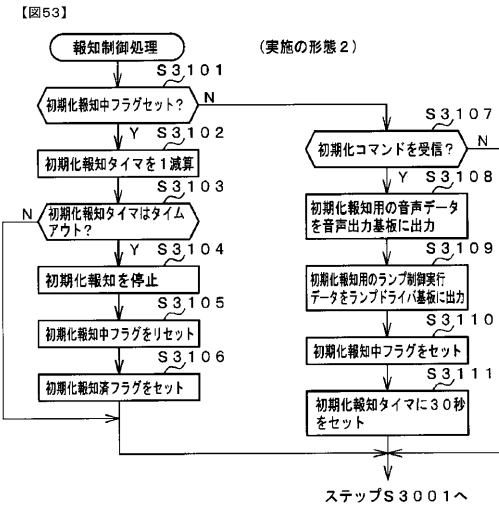 【図53】
報知制御処理
（実施の形態2）
S3101
初期化報知中フラグセット？
N
Y
S3102
初期化報知タイマを1減算
S3103
N
初期化報知タイマはタイム
アウト？
Y
S3104
初期化報知を停止
S3105
初期化報知中フラグをリセット
S3106
初期化報知済フラグをセット
S3107
初期化コマンドを受信？
N
Y
S3108
初期化報知用の音声データ
を音声出力基板に出力
S3109
初期化報知用のランプ制御実行
データをランプドライバ基板に出力
S3110
初期化報知中フラグをセット
S3111
初期化報知タイマに30秒
をセット
ステップS3001へ